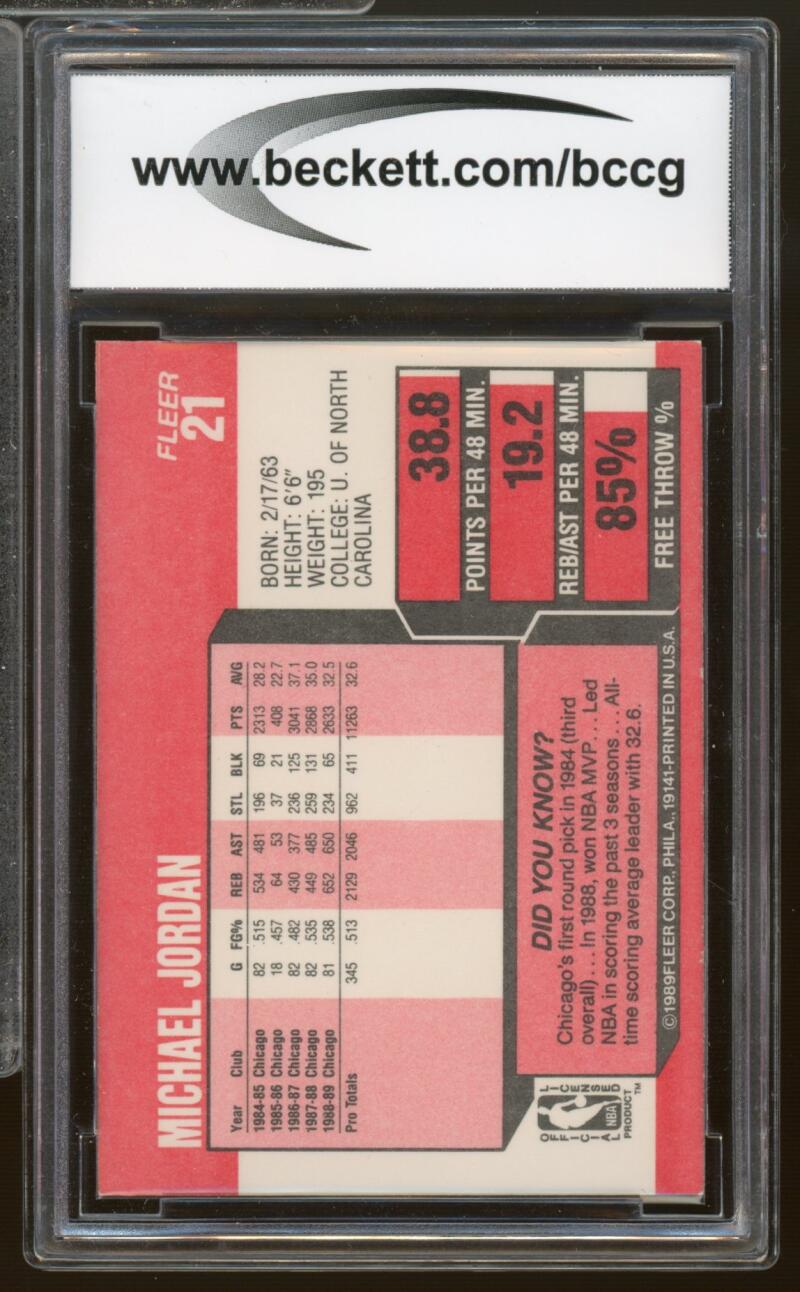 www.beckett.com/bccg
FLEER
21
MICHAEL JORDAN
BORN: 2/17/63
HEIGHT: 6'6"
WEIGHT: 195
COLLEGE: U. OF NORTH
CAROLINA
Year Club G FG% REB AST STL BLK PTS AVG
1984-85 Chicago 82 .515 534 481 196 69 2313 28.2
1985-86 Chicago 18 .457 64 53 37 21 408 22.7
1986-87 Chicago 82 .482 430 377 236 125 3041 37.1
1987-88 Chicago 82 .535 449 485 259 131 2868 35.0
1988-89 Chicago 81 .538 652 650 234 65 2633 32.5
Pro Totals 345 .513 2129 2046 962 411 11263 32.6
38.8
POINTS PER 48 MIN.
19.2
REB/AST PER 48 MIN.
85%
FREE THROW %
DID YOU KNOW?
Chicago's first round pick in 1984 (third
overall) . . . In 1988, won NBA MVP . . . Led
NBA in scoring the past 3 seasons . . . All-
time scoring average leader with 32.6.
OFFICIAL LICENSED
NBA
PRODUCT™
©1989 FLEER CORP., PHILA., 19141-PRINTED IN U.S.A.